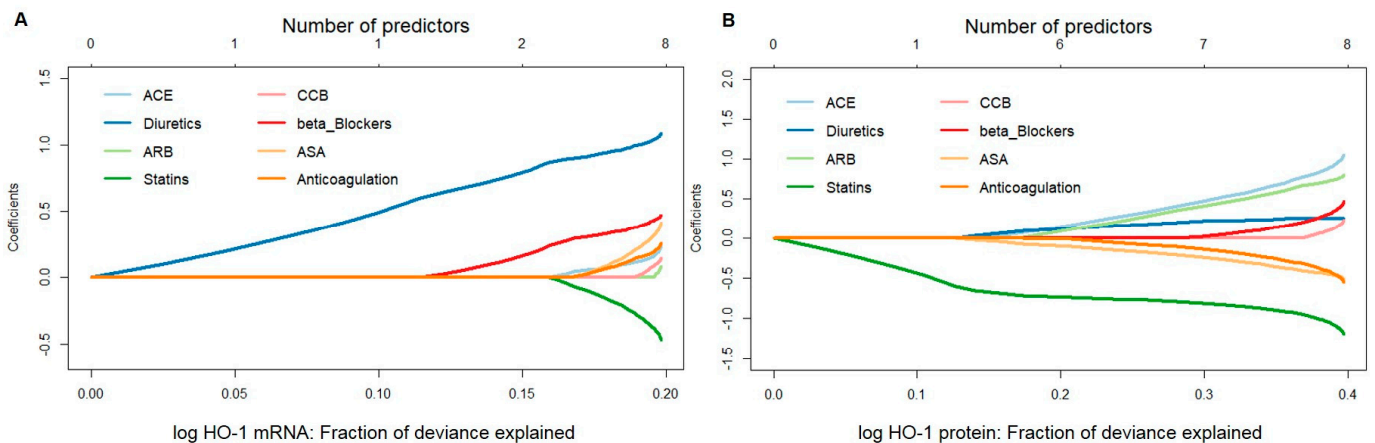 A
Number of predictors
0 1 1 2 8
1.5
1.0
0.5
0.0
-0.5
Coefficients
ACE CCB
Diuretics beta_Blockers
ARB ASA
Statins Anticoagulation
0.00 0.05 0.10 0.15 0.20
log HO-1 mRNA: Fraction of deviance explained
B
Number of predictors
0 1 6 7 8
2.0
1.5
1.0
0.5
0.0
-0.5
-1.0
-1.5
Coefficients
ACE CCB
Diuretics beta_Blockers
ARB ASA
Statins Anticoagulation
0.0 0.1 0.2 0.3 0.4
log HO-1 protein: Fraction of deviance explained